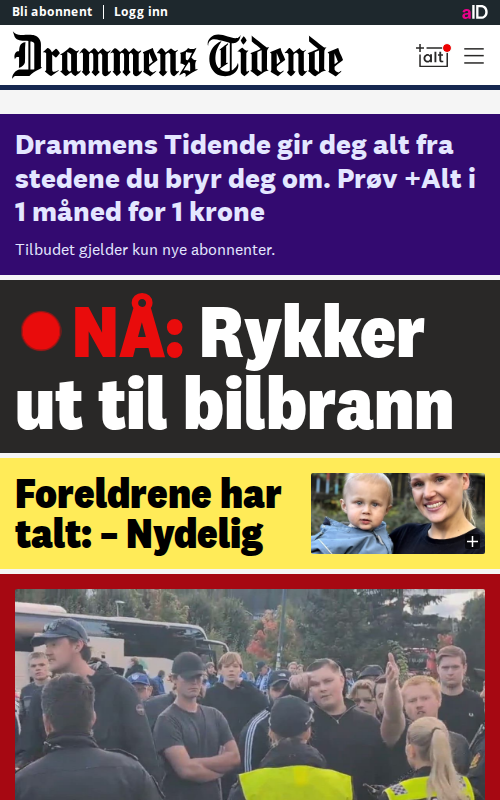 Bli abonnent | Logg inn
aID
Drammens Tidende
+alt
Drammens Tidende gir deg alt fra
stedene du bryr deg om. Prøv +Alt i
1 måned for 1 krone
Tilbudet gjelder kun nye abonnenter.
NÅ: Rykker
ut til bilbrann
Foreldrene har
talt: – Nydelig